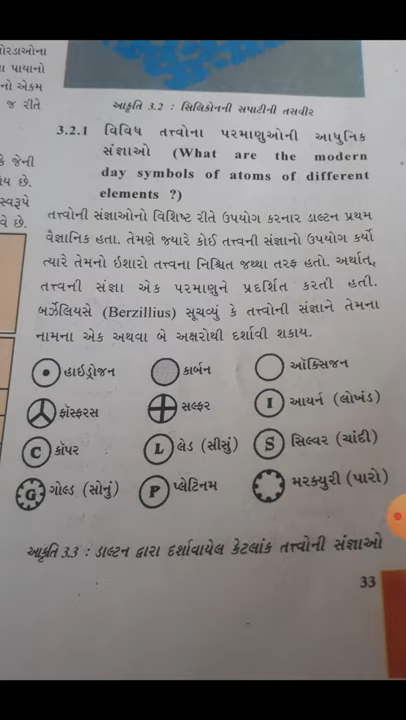 ોરડાઓના
ા પાયાનો
નો એકમ
જ રીતે
કે જેની
ોય છે.
સ્વરૂપે
વે છે.
આકૃતિ 3.2 : સિલિકોનની સપાટીની તસવીર
3.2.1 વિવિધ તત્ત્વોના પરમાણુઓની આધુનિક
સંજ્ઞાઓ (What are the modern
day symbols of atoms of different
elements ?)
તત્ત્વોની સંજ્ઞાઓનો વિશિષ્ટ રીતે ઉપયોગ કરનાર ડાલ્ટન પ્રથમ
વૈજ્ઞાનિક હતા. તેમણે જ્યારે કોઈ તત્ત્વની સંજ્ઞાનો ઉપયોગ કર્યો
ત્યારે તેમનો ઇશારો તત્ત્વના નિશ્ચિત જથ્થા તરફ હતો. અર્થાત્,
તત્ત્વની સંજ્ઞા એક પરમાણુને પ્રદર્શિત કરતી હતી.
બર્ઝેલિયસે (Berzillius) સૂચવ્યું કે તત્ત્વોની સંજ્ઞાને તેમના
નામના એક અથવા બે અક્ષરોથી દર્શાવી શકાય.
હાઇડ્રોજન કાર્બન ઑક્સિજન
ફૉસ્ફરસ સલ્ફર I આયર્ન (લોખંડ)
C કૉપર L લેડ (સીસું) S સિલ્વર (ચાંદી)
G ગોલ્ડ (સોનું) P પ્લેટિનમ મરક્યુરી (પારો)
આકૃતિ 3.3 : ડાલ્ટન દ્વારા દર્શાવાયેલ કેટલાંક તત્ત્વોની સંજ્ઞાઓ
33